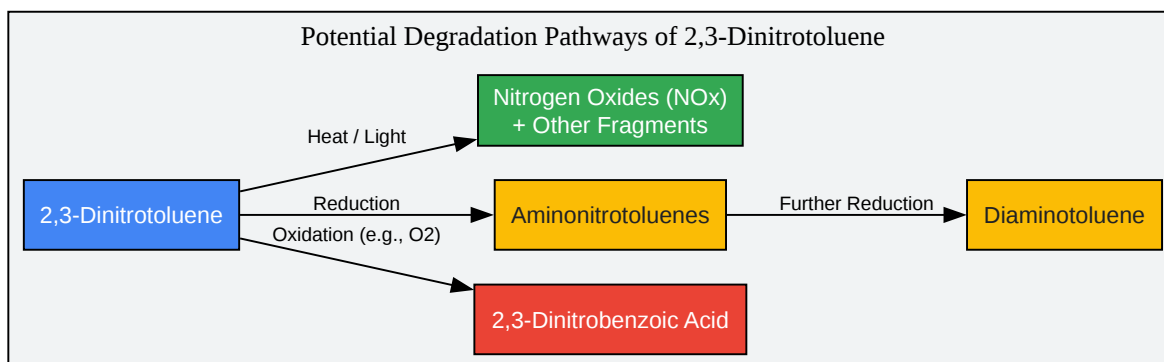 Potential Degradation Pathways of 2,3-Dinitrotoluene
Nitrogen Oxides (NOx)
+ Other Fragments
Heat / Light
2,3-Dinitrotoluene
Reduction
Aminonitrotoluenes
Further Reduction
Diaminotoluene
Oxidation (e.g., O2)
2,3-Dinitrobenzoic Acid